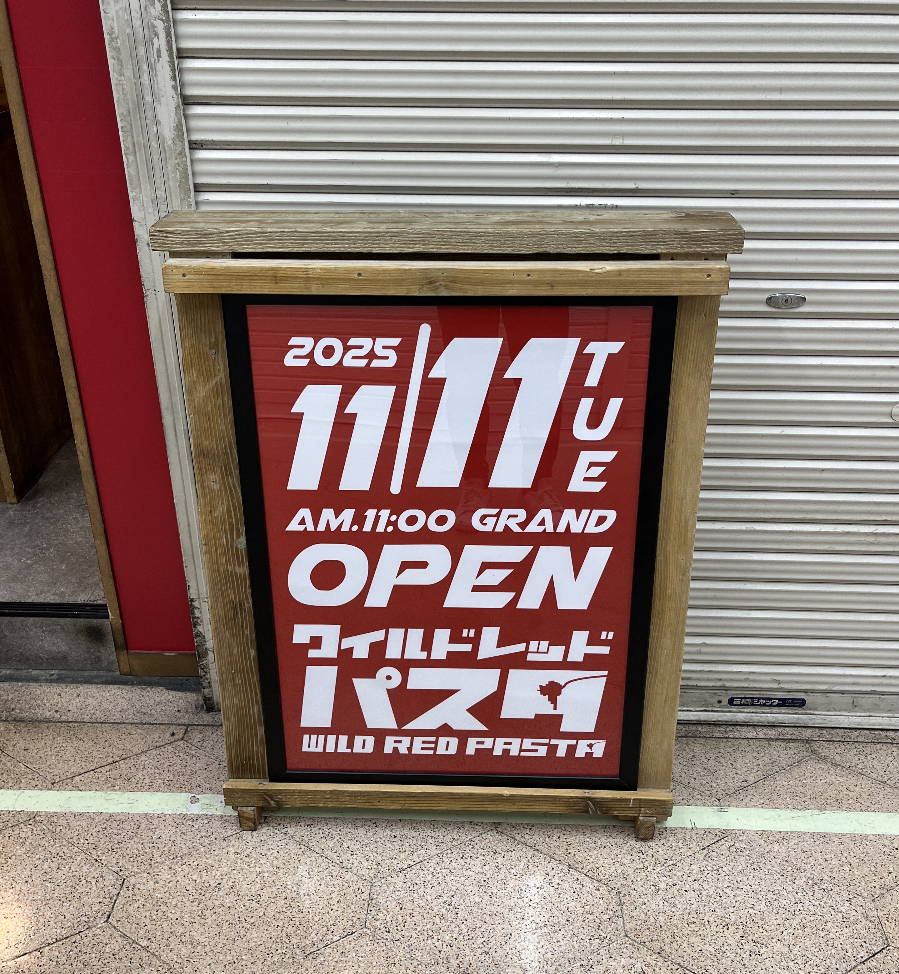 2025
11/11 TUE
AM.11:00 GRAND
OPEN
ワイルドレッド
パスタ
WILD RED PASTA